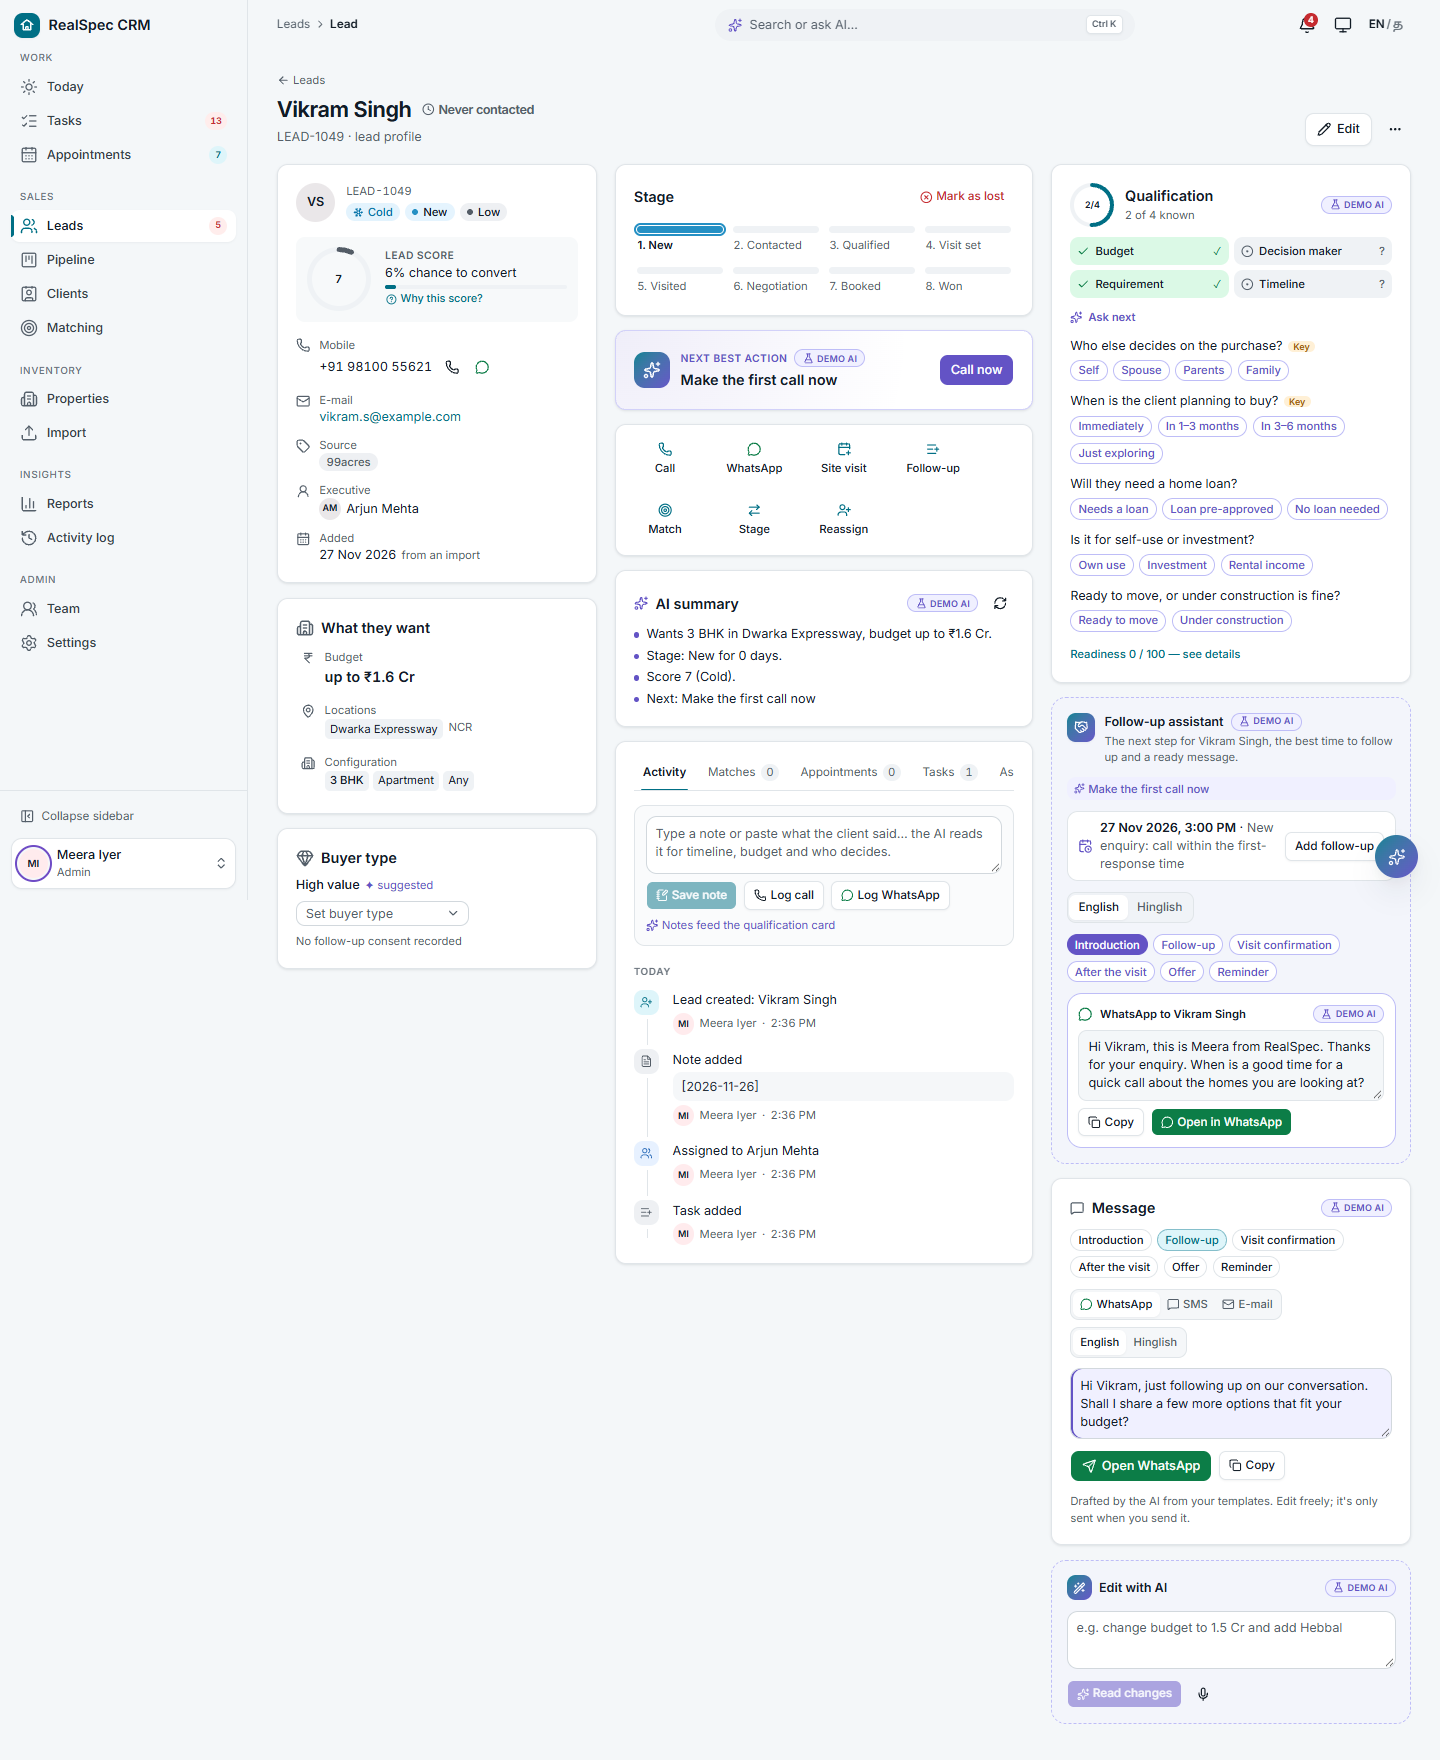 RealSpec CRM
WORK
Today
Tasks 13
Appointments 7
SALES
Leads 5
Pipeline
Clients
Matching
INVENTORY
Properties
Import
INSIGHTS
Reports
Activity log
ADMIN
Team
Settings
Collapse sidebar
MI Meera Iyer
Admin
Leads > Lead
Search or ask AI... Ctrl K
4
EN / த
← Leads
Vikram Singh Never contacted
LEAD-1049 · lead profile
Edit
VS LEAD-1049
Cold New Low
7
LEAD SCORE
6% chance to convert
Why this score?
Mobile
+91 98100 55621
E-mail
vikram.s@example.com
Source
99acres
Executive
AM Arjun Mehta
Added
27 Nov 2026 from an import
What they want
₹ Budget
up to ₹1.6 Cr
Locations
Dwarka Expressway NCR
Configuration
3 BHK Apartment Any
Buyer type
High value suggested
Set buyer type
No follow-up consent recorded
Stage Mark as lost
1. New 2. Contacted 3. Qualified 4. Visit set
5. Visited 6. Negotiation 7. Booked 8. Won
NEXT BEST ACTION DEMO AI
Make the first call now
Call now
Call WhatsApp Site visit Follow-up
Match Stage Reassign
AI summary DEMO AI
• Wants 3 BHK in Dwarka Expressway, budget up to ₹1.6 Cr.
• Stage: New for 0 days.
• Score 7 (Cold).
• Next: Make the first call now
Activity Matches 0 Appointments 0 Tasks 1 As
Type a note or paste what the client said... the AI reads
it for timeline, budget and who decides.
Save note Log call Log WhatsApp
Notes feed the qualification card
TODAY
Lead created: Vikram Singh
MI Meera Iyer · 2:36 PM
Note added
[2026-11-26]
MI Meera Iyer · 2:36 PM
Assigned to Arjun Mehta
MI Meera Iyer · 2:36 PM
Task added
MI Meera Iyer · 2:36 PM
2/4 Qualification DEMO AI
2 of 4 known
Budget ✓ Decision maker ?
Requirement ✓ Timeline ?
Ask next
Who else decides on the purchase? Key
Self Spouse Parents Family
When is the client planning to buy? Key
Immediately In 1–3 months In 3–6 months
Just exploring
Will they need a home loan?
Needs a loan Loan pre-approved No loan needed
Is it for self-use or investment?
Own use Investment Rental income
Ready to move, or under construction is fine?
Ready to move Under construction
Readiness 0 / 100 — see details
Follow-up assistant DEMO AI
The next step for Vikram Singh, the best time to follow
up and a ready message.
Make the first call now
27 Nov 2026, 3:00 PM · New
enquiry: call within the first-
response time
Add follow-up
English Hinglish
Introduction Follow-up Visit confirmation
After the visit Offer Reminder
WhatsApp to Vikram Singh DEMO AI
Hi Vikram, this is Meera from RealSpec. Thanks
for your enquiry. When is a good time for a
quick call about the homes you are looking at?
Copy Open in WhatsApp
Message DEMO AI
Introduction Follow-up Visit confirmation
After the visit Offer Reminder
WhatsApp SMS E-mail
English Hinglish
Hi Vikram, just following up on our conversation.
Shall I share a few more options that fit your
budget?
Open WhatsApp Copy
Drafted by the AI from your templates. Edit freely; it's only
sent when you send it.
Edit with AI DEMO AI
e.g. change budget to 1.5 Cr and add Hebbal
Read changes